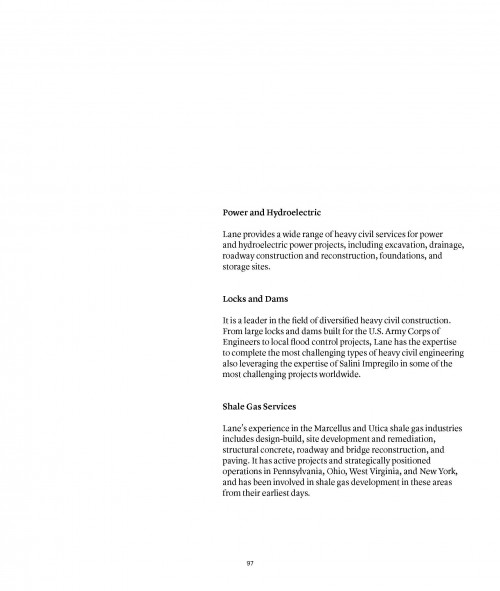 Power and Hydroelectric
Lane provides a wide range of heavy civil services for power
and hydroelectric power projects, including excavation, drainage,
roadway construction and reconstruction, foundations, and
storage sites.
Locks and Dams
It is a leader in the field of diversified heavy civil construction.
From large locks and dams built for the U.S. Army Corps of
Engineers to local flood control projects, Lane has the expertise
to complete the most challenging types of heavy civil engineering
also leveraging the expertise of Salini Impregilo in some of the
most challenging projects worldwide.
Shale Gas Services
Lane's experience in the Marcellus and Utica shale gas industries
includes design-build, site development and remediation,
structural concrete, roadway and bridge reconstruction, and
paving. It has active projects and strategically positioned
operations in Pennsylvania, Ohio, West Virginia, and New York,
and has been involved in shale gas development in these areas
from their earliest days.
97